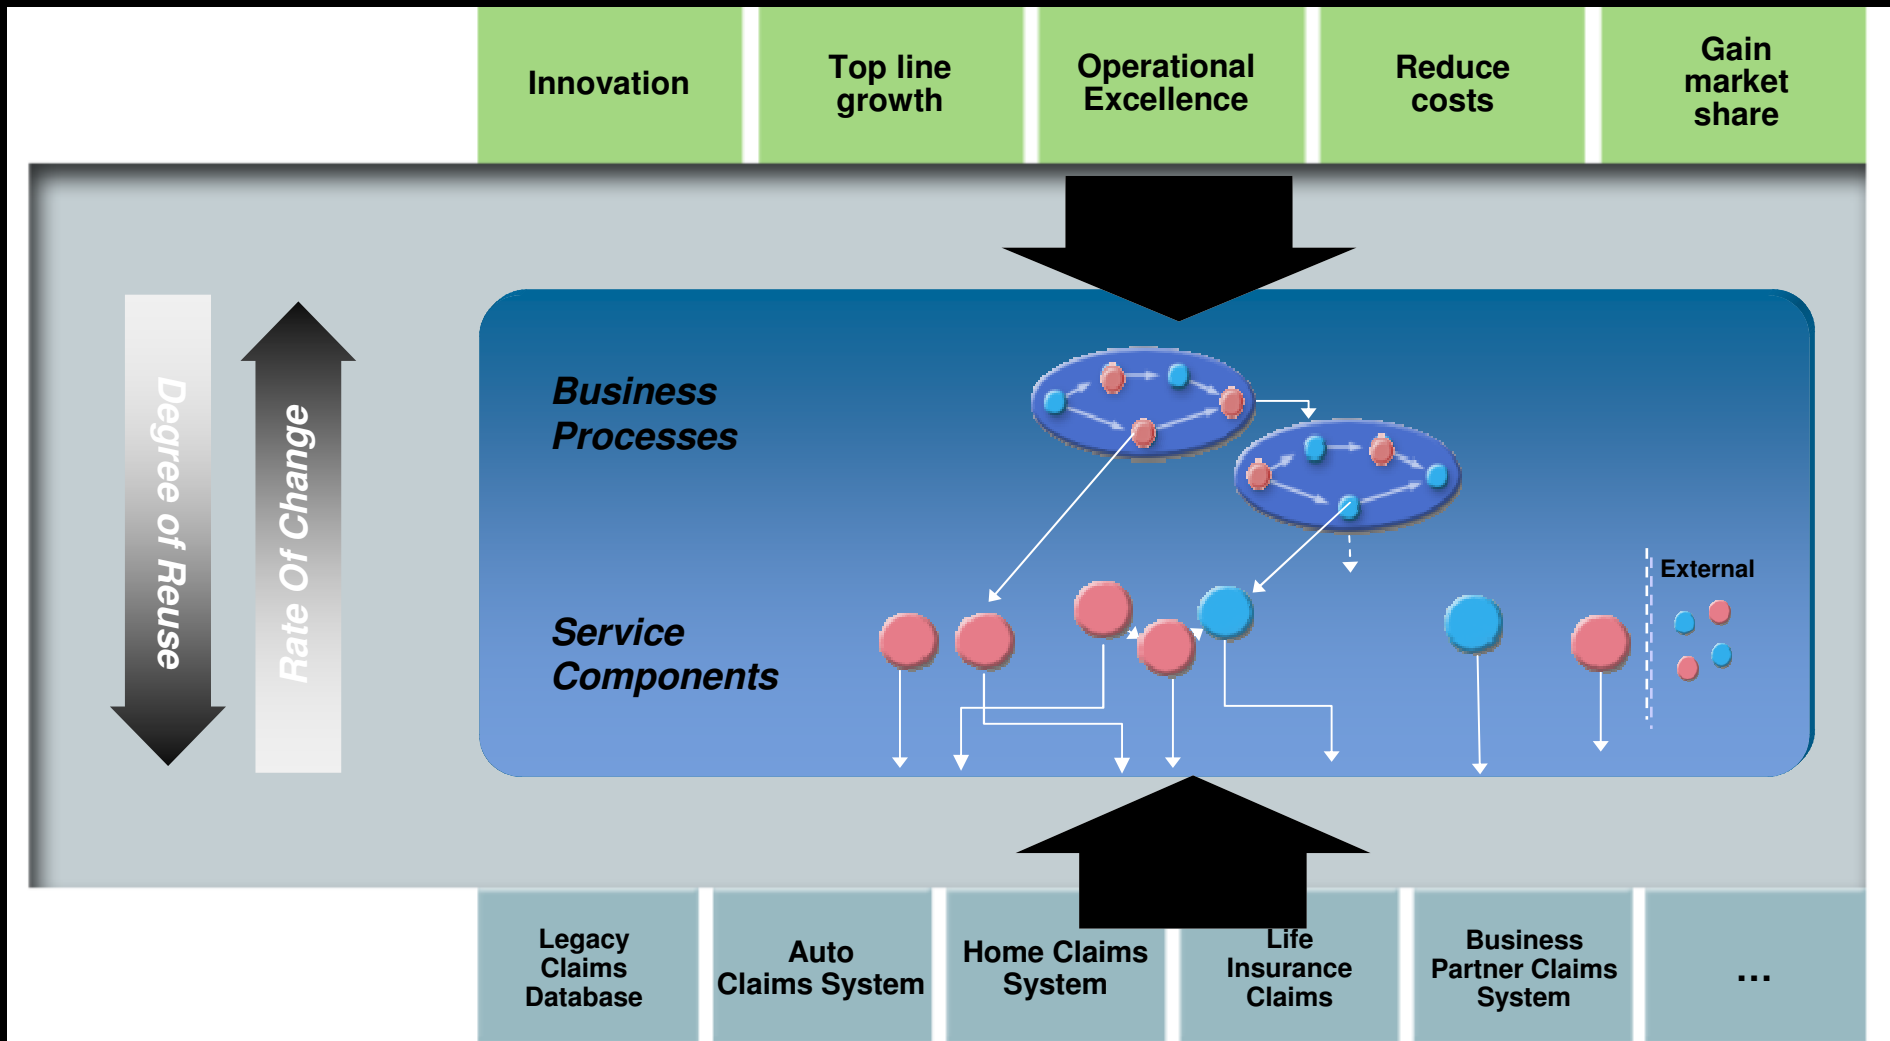 Innovation
Top line
growth
Operational
Excellence
Reduce
costs
Gain
market
share
Degree of Reuse
Rate Of Change
Business
Processes
Service
Components
External
Legacy
Claims
Database
Auto
Claims System
Home Claims
System
Life
Insurance
Claims
Business
Partner Claims
System
...